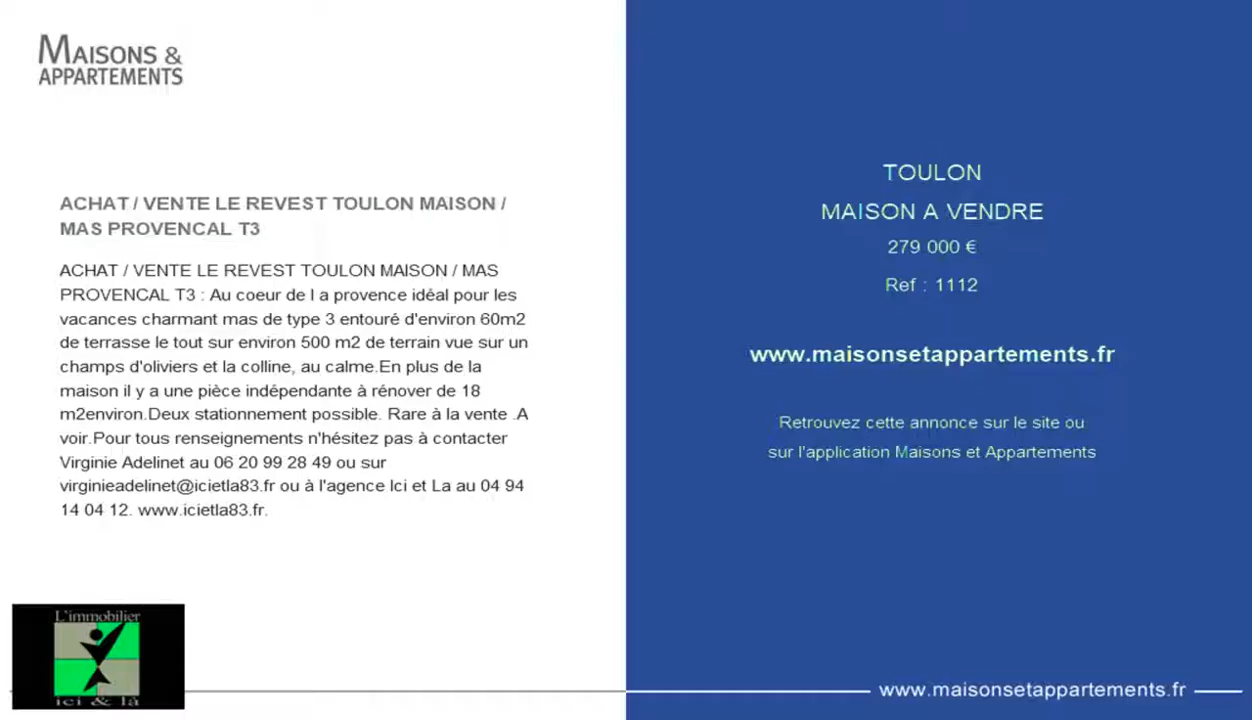 MAISONS &
APPARTEMENTS
ACHAT / VENTE LE REVEST TOULON MAISON /
MAS PROVENCAL T3
ACHAT / VENTE LE REVEST TOULON MAISON / MAS
PROVENCAL T3 : Au coeur de l a provence idéal pour les
vacances charmant mas de type 3 entouré d'environ 60m2
de terrasse le tout sur environ 500 m2 de terrain vue sur un
champs d'oliviers et la colline, au calme.En plus de la
maison il y a une pièce indépendante à rénover de 18
m2environ.Deux stationnement possible. Rare à la vente .A
voir.Pour tous renseignements n'hésitez pas à contacter
Virginie Adelinet au 06 20 99 28 49 ou sur
virginieadelinet@icietla83.fr ou à l'agence Ici et La au 04 94
14 04 12. www.icietla83.fr.
L'immobilier
ici & là
TOULON
MAISON A VENDRE
279 000 €
Ref : 1112
www.maisonsetappartements.fr
Retrouvez cette annonce sur le site ou
sur l'application Maisons et Appartements
www.maisonsetappartements.fr